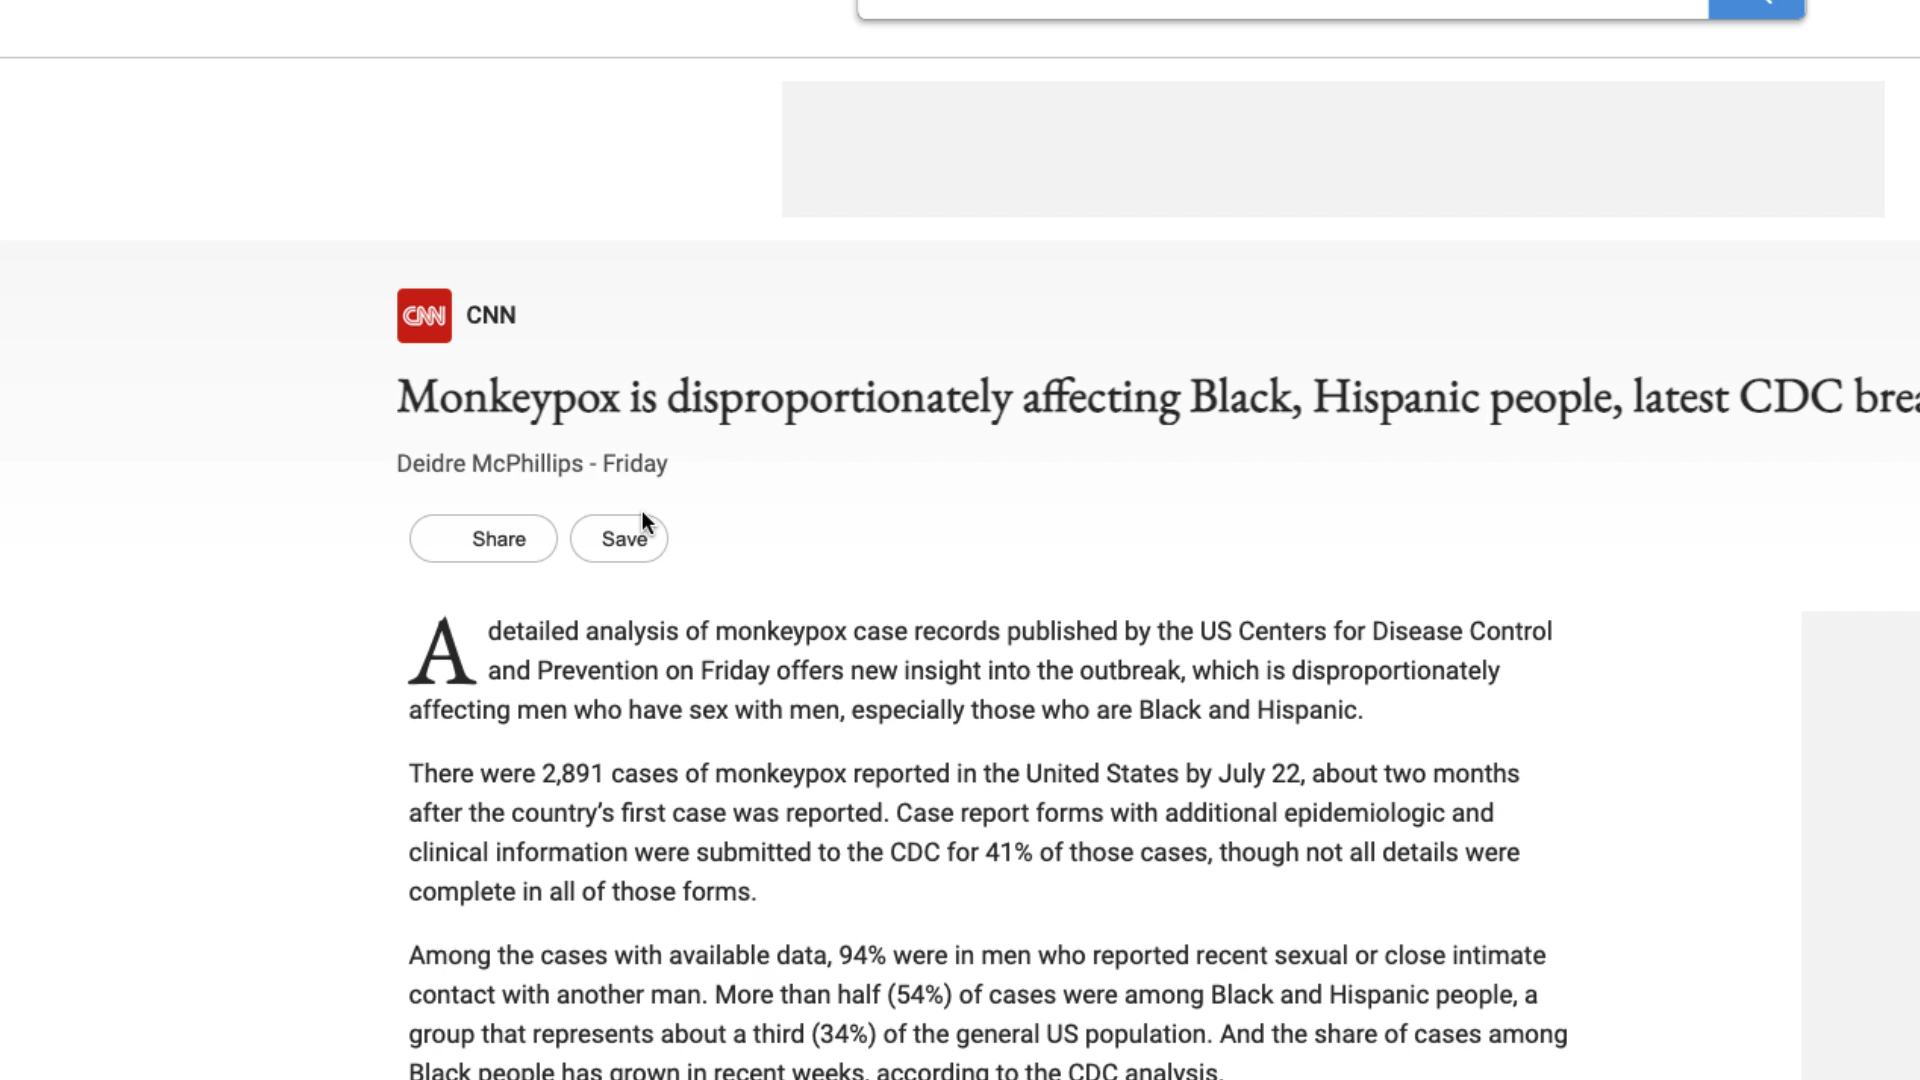 CNN CNN
Monkeypox is disproportionately affecting Black, Hispanic people, latest CDC
Deidre McPhillips - Friday
Share Save
A detailed analysis of monkeypox case records published by the US Centers for Disease Control
and Prevention on Friday offers new insight into the outbreak, which is disproportionately
affecting men who have sex with men, especially those who are Black and Hispanic.
There were 2,891 cases of monkeypox reported in the United States by July 22, about two months
after the country’s first case was reported. Case report forms with additional epidemiologic and
clinical information were submitted to the CDC for 41% of those cases, though not all details were
complete in all of those forms.
Among the cases with available data, 94% were in men who reported recent sexual or close intimate
contact with another man. More than half (54%) of cases were among Black and Hispanic people, a
group that represents about a third (34%) of the general US population. And the share of cases among
Black people has grown in recent weeks, according to the CDC analysis.